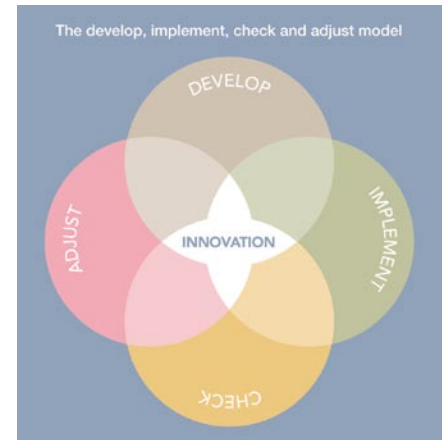 The develop, implement, check and adjust model
DEVELOP
IMPLEMENT
CHECK
ADJUST
INNOVATION